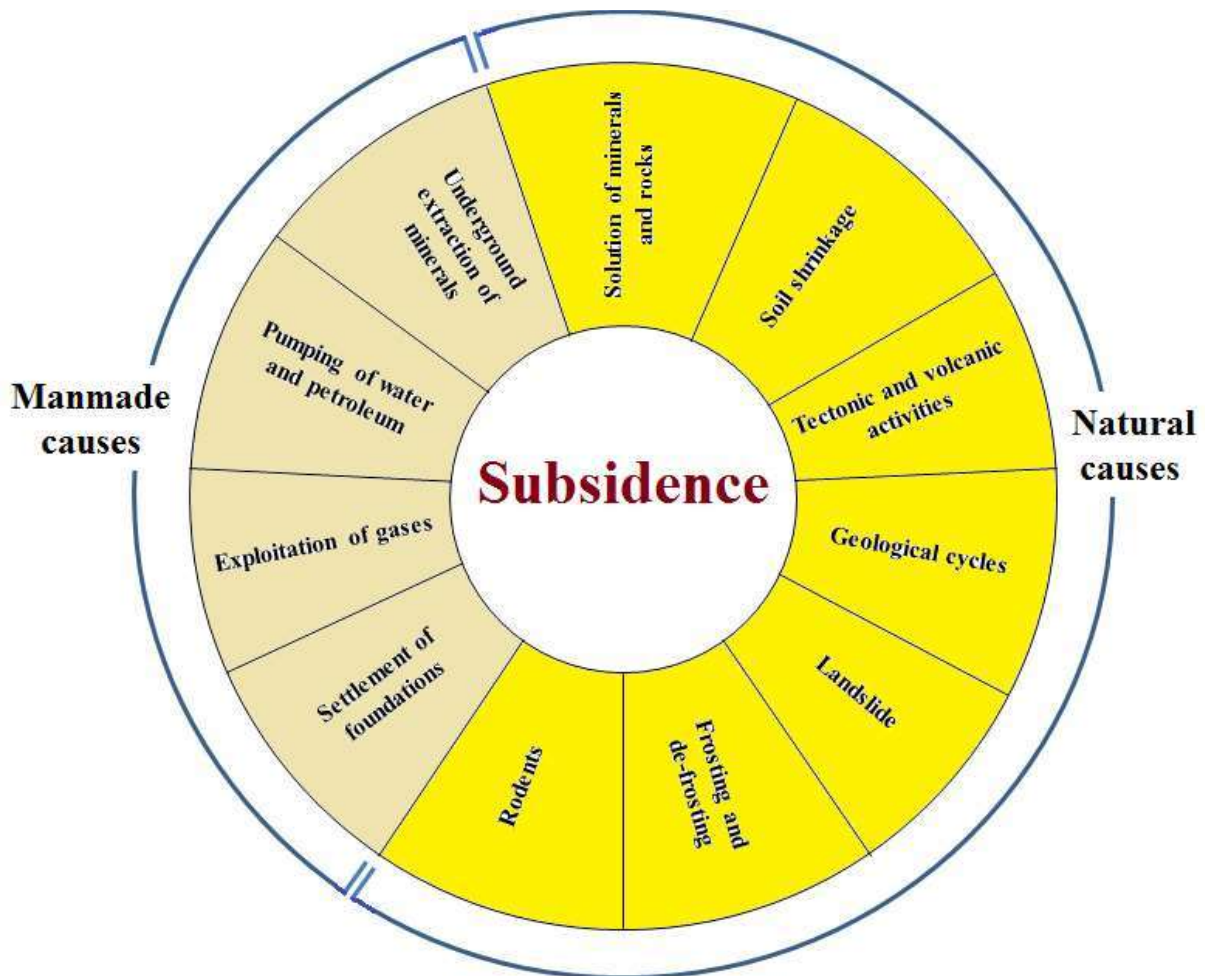 Subsidence
Manmade
causes
Natural
causes
Solution of minerals
and rocks
Soil shrinkage
Tectonic and volcanic
activities
Geological cycles
Landslide
Frosting and
de-frosting
Rodents
Settlement of
foundations
Exploitation of gases
Pumping of water
and petroleum
Underground
extraction of
minerals